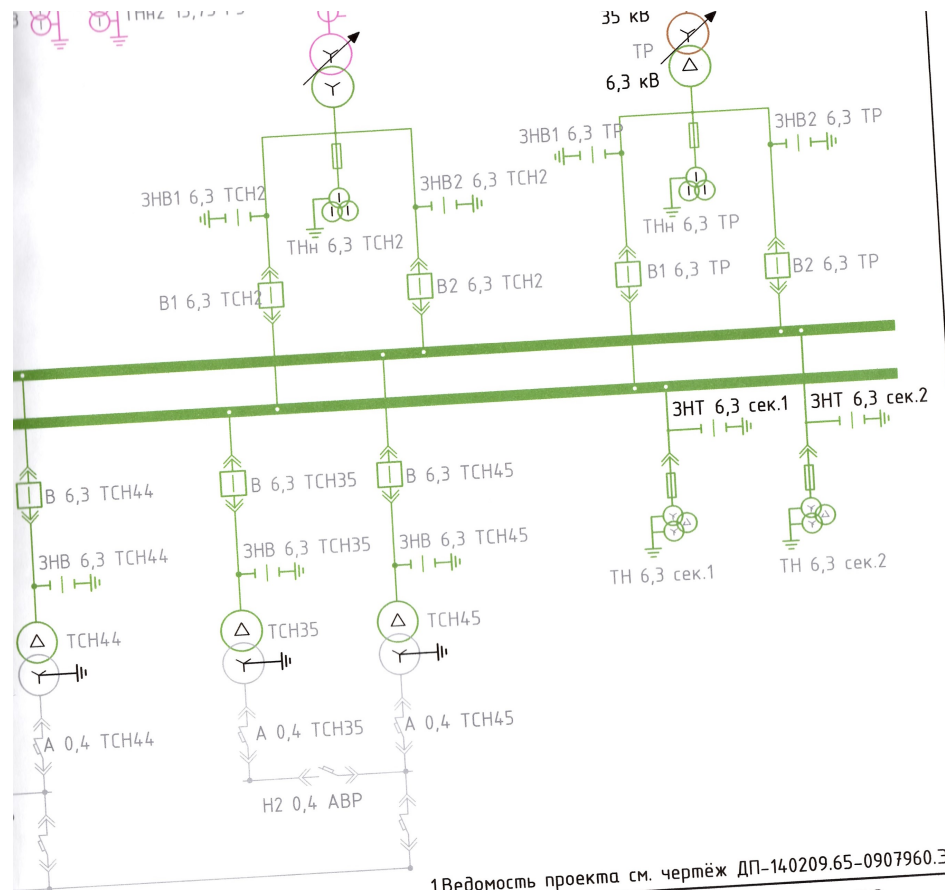 ТНн2 15,75
35 кВ
ТР
6,3 кВ
ЗНВ1 6,3 ТР
ЗНВ2 6,3 ТР
ЗНВ1 6,3 ТСН2
ЗНВ2 6,3 ТСН2
ТНн 6,3 ТСН2
ТНн 6,3 ТР
В1 6,3 ТСН2
В2 6,3 ТСН2
В1 6,3 ТР
В2 6,3 ТР
ЗНТ 6,3 сек.1
ЗНТ 6,3 сек.2
В 6,3 ТСН44
В 6,3 ТСН35
В 6,3 ТСН45
ЗНВ 6,3 ТСН44
ЗНВ 6,3 ТСН35
ЗНВ 6,3 ТСН45
ТН 6,3 сек.1
ТН 6,3 сек.2
ТСН44
ТСН35
ТСН45
А 0,4 ТСН44
А 0,4 ТСН35
А 0,4 ТСН45
Н2 0,4 АВР
1 Ведомость проекта см. чертёж ДП-140209.65-0907960.Э